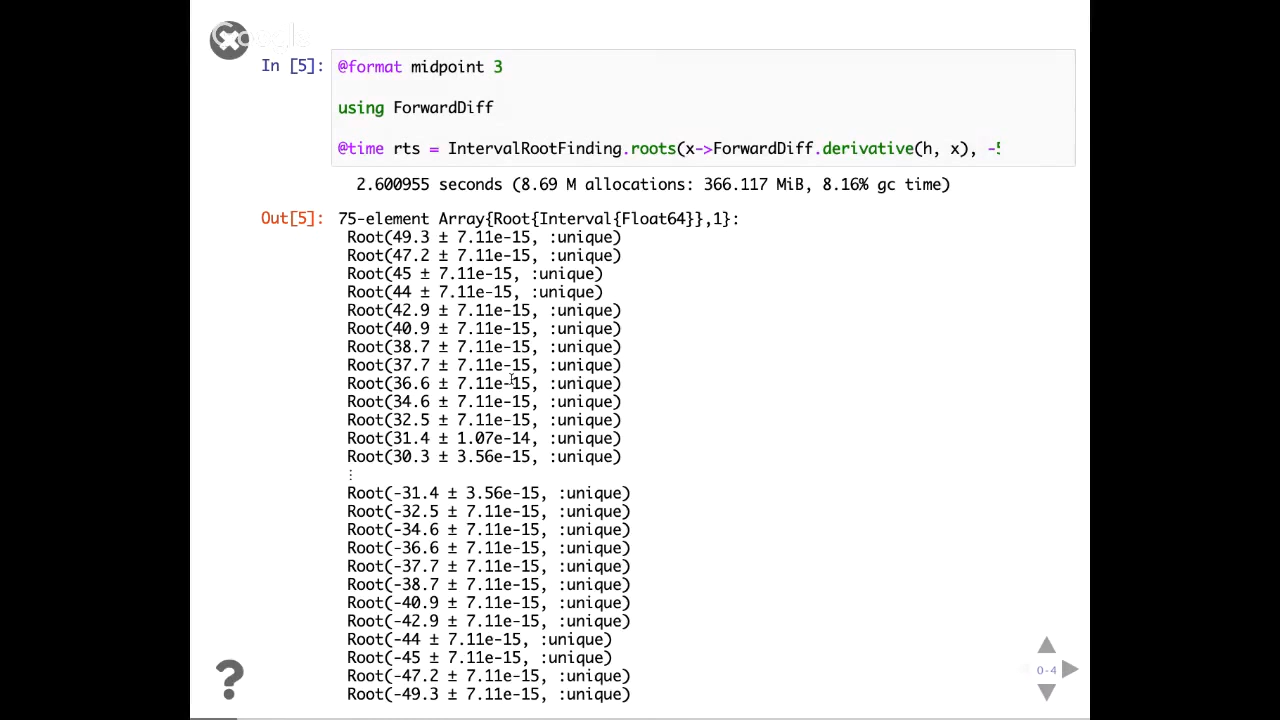 Google
In [5]: @format midpoint 3
using ForwardDiff
@time rts = IntervalRootFinding.roots(x->ForwardDiff.derivative(h, x), -5
2.600955 seconds (8.69 M allocations: 366.117 MiB, 8.16% gc time)
Out[5]: 75-element Array{Root{Interval{Float64}},1}:
Root(49.3 ± 7.11e-15, :unique)
Root(47.2 ± 7.11e-15, :unique)
Root(45 ± 7.11e-15, :unique)
Root(44 ± 7.11e-15, :unique)
Root(42.9 ± 7.11e-15, :unique)
Root(40.9 ± 7.11e-15, :unique)
Root(38.7 ± 7.11e-15, :unique)
Root(37.7 ± 7.11e-15, :unique)
Root(36.6 ± 7.11e-15, :unique)
Root(34.6 ± 7.11e-15, :unique)
Root(32.5 ± 7.11e-15, :unique)
Root(31.4 ± 1.07e-14, :unique)
Root(30.3 ± 3.56e-15, :unique)
⋮
Root(-31.4 ± 3.56e-15, :unique)
Root(-32.5 ± 7.11e-15, :unique)
Root(-34.6 ± 7.11e-15, :unique)
Root(-36.6 ± 7.11e-15, :unique)
Root(-37.7 ± 7.11e-15, :unique)
Root(-38.7 ± 7.11e-15, :unique)
Root(-40.9 ± 7.11e-15, :unique)
Root(-42.9 ± 7.11e-15, :unique)
Root(-44 ± 7.11e-15, :unique)
Root(-45 ± 7.11e-15, :unique)
Root(-47.2 ± 7.11e-15, :unique)
Root(-49.3 ± 7.11e-15, :unique)
?
0-4